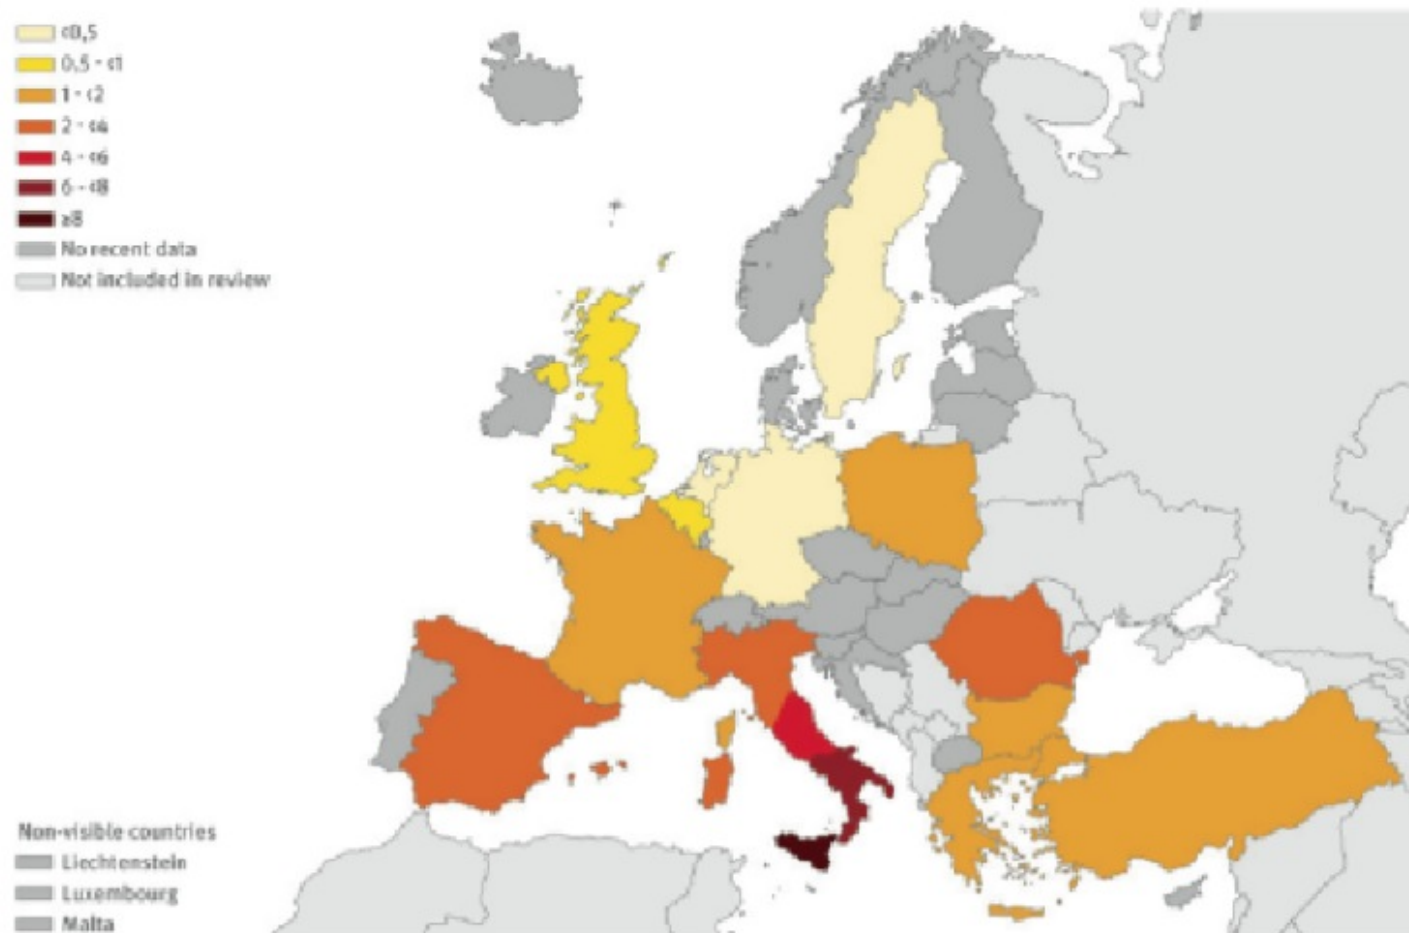 <0,5
0,5 - <1
1 - <2
2 - <4
4 - <6
6 - <8
≥8
No recent data
Not included in review
Non-visible countries
Liechtenstein
Luxembourg
Malta